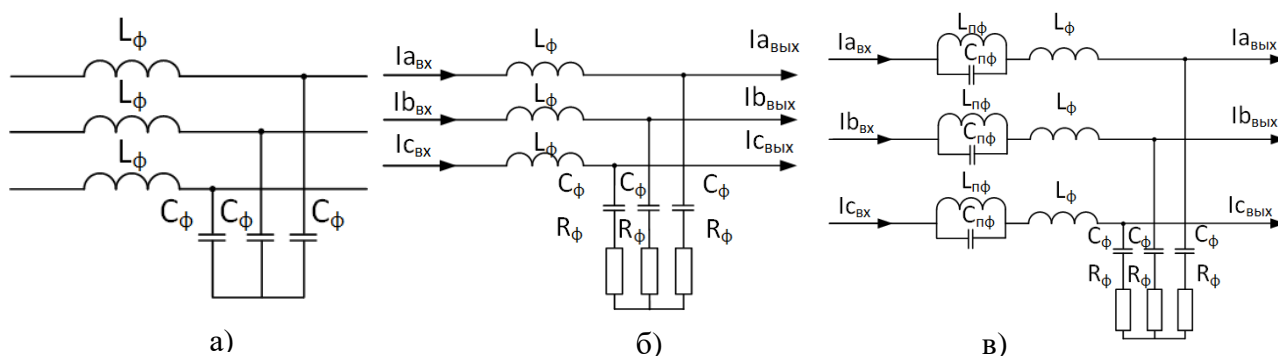 Lф
Lф
Lф
Cф Cф Cф
а)
Iaвх Lф Iaвых
Ibвх Lф Ibвых
Icвх Lф Icвых
Cф Cф Cф
Rф Rф Rф
б)
Iaвх Lпф Cпф Lф Iaвых
Ibвх Lпф Cпф Lф Ibвых
Icвх Lпф Cпф Lф Icвых
Cф Cф Cф
Rф Rф Rф
в)